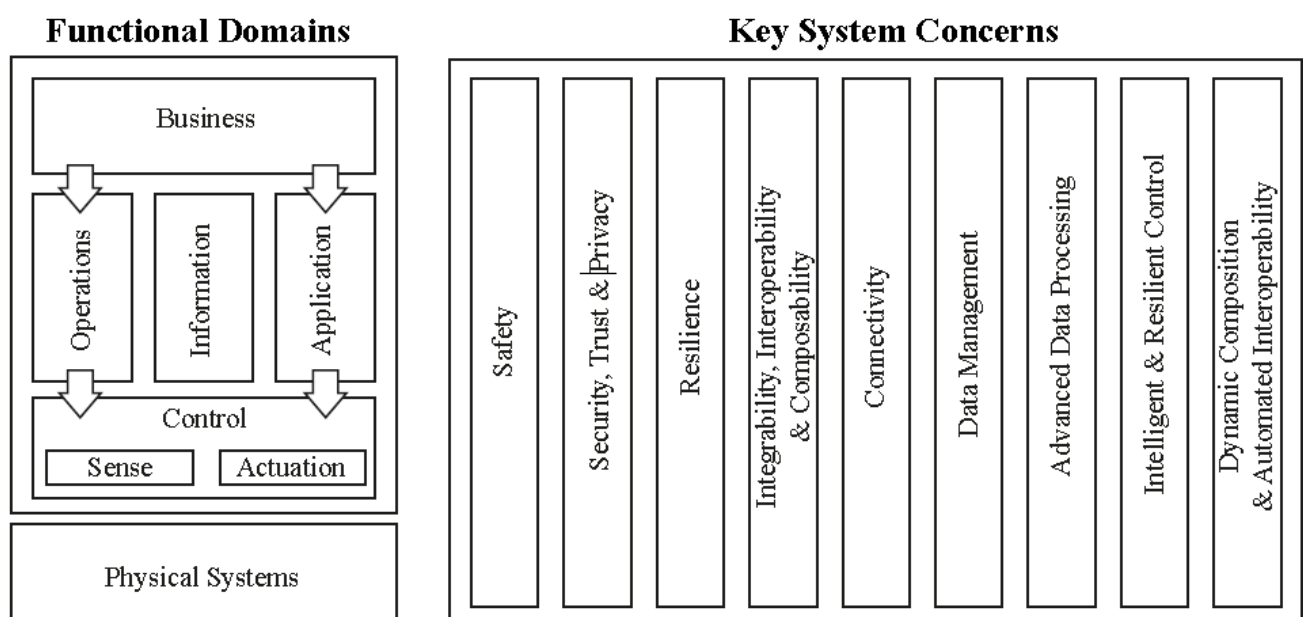 Functional Domains
Business
Operations
Information
Application
Control
Sense
Actuation
Physical Systems
Key System Concerns
Safety
Security, Trust & Privacy
Resilience
Integrability, Interoperability
& Composability
Connectivity
Data Management
Advanced Data Processing
Intelligent & Resilient Control
Dynamic Composition
& Automated Interoperability